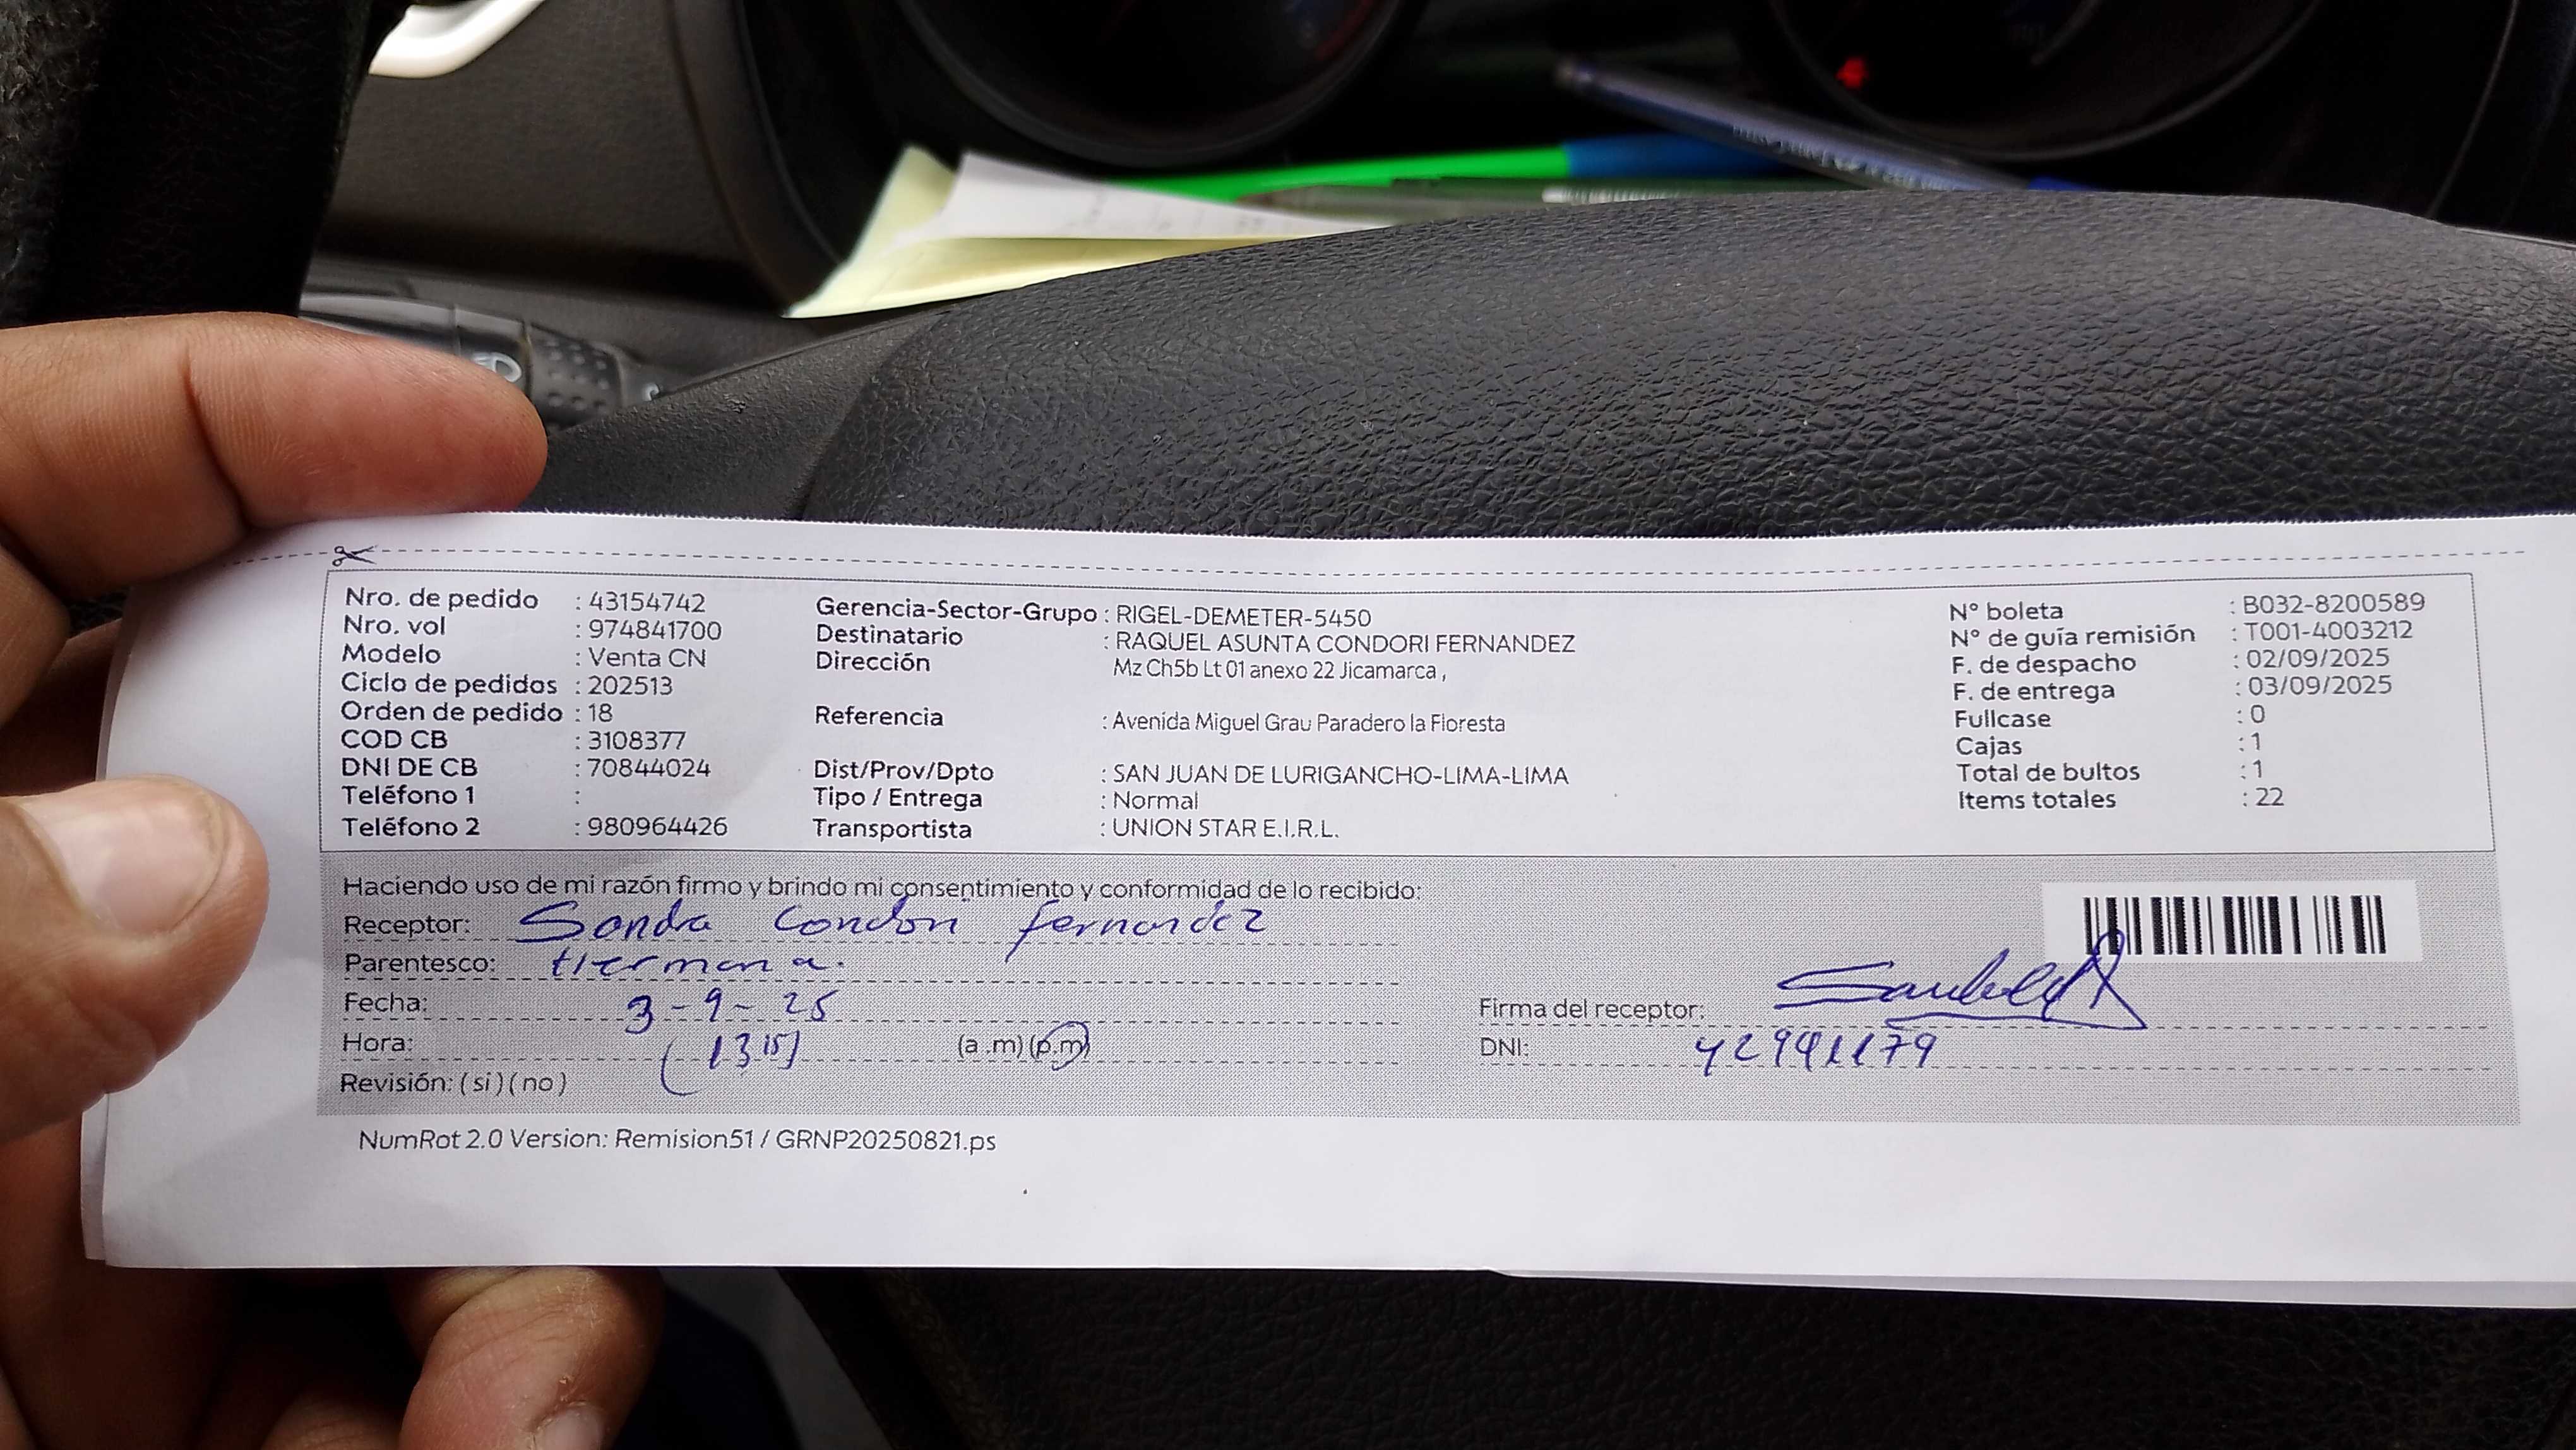 Nro. de pedido : 43154742
Nro. vol : 974841700
Modelo : Venta CN
Ciclo de pedidos : 202513
Orden de pedido : 18
COD CB : 3108377
DNI DE CB : 70844024
Teléfono 1 :
Teléfono 2 : 980964426
Gerencia-Sector-Grupo : RIGEL-DEMETER-5450
Destinatario : RAQUEL ASUNTA CONDORI FERNANDEZ
Dirección Mz Ch5b Lt 01 anexo 22 Jicamarca ,
Referencia : Avenida Miguel Grau Paradero la Floresta
Dist/Prov/Dpto : SAN JUAN DE LURIGANCHO-LIMA-LIMA
Tipo / Entrega : Normal
Transportista : UNION STAR E.I.R.L.
N° boleta : B032-8200589
N° de guía remisión : T001-4003212
F. de despacho : 02/09/2025
F. de entrega : 03/09/2025
Fullcase : 0
Cajas : 1
Total de bultos : 1
Items totales : 22
Haciendo uso de mi razón firmo y brindo mi consentimiento y conformidad de lo recibido:
Receptor: Sandra Condori fernandez
Parentesco: Hermana.
Fecha: 3-9-25
Hora: (13 15) (a .m) (p.m)
Revisión: ( si ) ( no )
Firma del receptor:
DNI: 42941179
NumRot 2.0 Version: Remision51 / GRNP20250821.ps